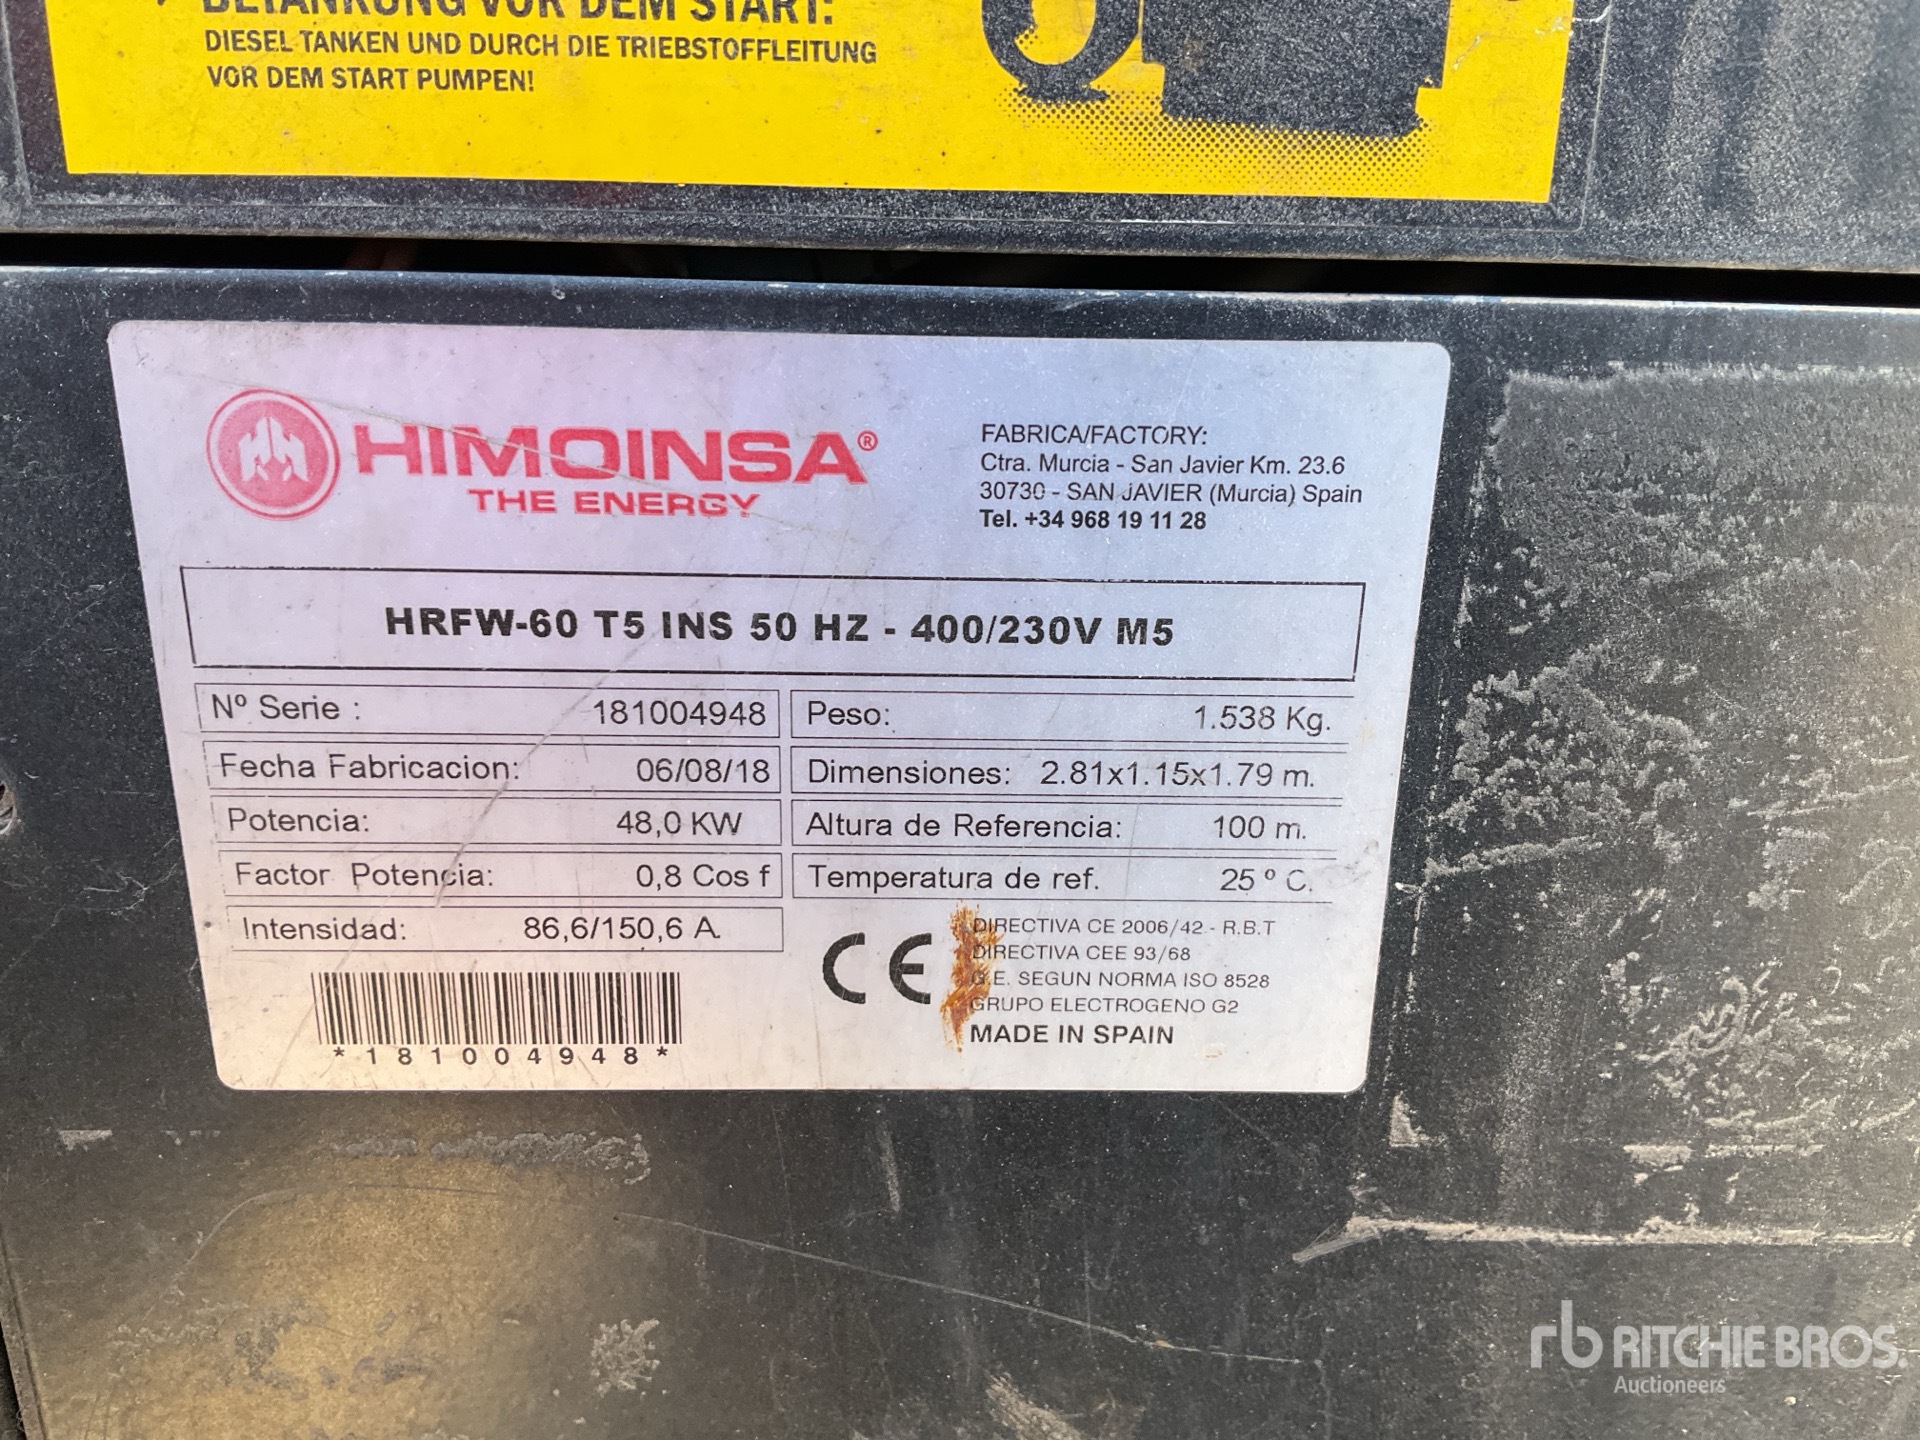 BETANKUNG VOR DEM START:
DIESEL TANKEN UND DURCH DIE TRIEBSTOFFLEITUNG
VOR DEM START PUMPEN!
HIMOINSA®
THE ENERGY
FABRICA/FACTORY:
Ctra. Murcia - San Javier Km. 23.6
30730 - SAN JAVIER (Murcia) Spain
Tel. +34 968 19 11 28
HRFW-60 T5 INS 50 HZ - 400/230V M5
Nº Serie : 181004948
Peso: 1.538 Kg.
Fecha Fabricacion: 06/08/18
Dimensiones: 2.81x1.15x1.79 m.
Potencia: 48,0 KW
Altura de Referencia: 100 m.
Factor Potencia: 0,8 Cos f
Temperatura de ref. 25 º C.
Intensidad: 86,6/150,6 A
CE
DIRECTIVA CE 2006/42 - R.B.T
DIRECTIVA CEE 93/68
G.E. SEGUN NORMA ISO 8528
GRUPO ELECTROGENO G2
MADE IN SPAIN
*181004948*
rb RITCHIE BROS.
Auctioneers